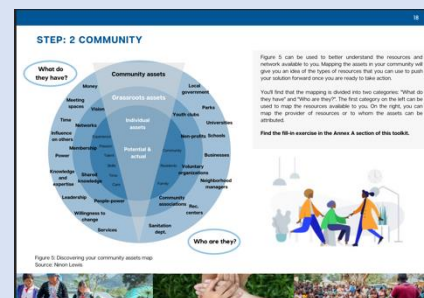 18
STEP: 2 COMMUNITY
What do
they have?
Community assets
Money
Local
government
Grassroots assets
Meeting
spaces
Vision
Parks
Youth clubs
Time
Networks
Individual
assets
Universities
Influence
on others
Non-profits
Schools
Membership
Power
Potential &
actual
Businesses
Knowledge
and
expertise
Shared
knowledge
Voluntary
organizations
Neighborhood
managers
Family
Leadership
People power
Community
associations
Rec.
centers
Willingness to
change
Services
Sanitation
dept.
Who are they?
Figure 5: Discovering your community assets map
Source: Ninon Lewis
Figure 5 can be used to better understand the resources and
network available to you. Mapping the assets in your community will
give you an idea of the types of resources that you can use to push
your solution forward once you are ready to take action.
You'll find that the mapping is divided into two categories: "What do
they have" and "Who are they?". The first category on the left can be
used to map the resources available to you. On the right, you can
map the provider of resources or to whom the assets can be
attributed.
Find the fill-in exercise in the Annex A section of this toolkit.